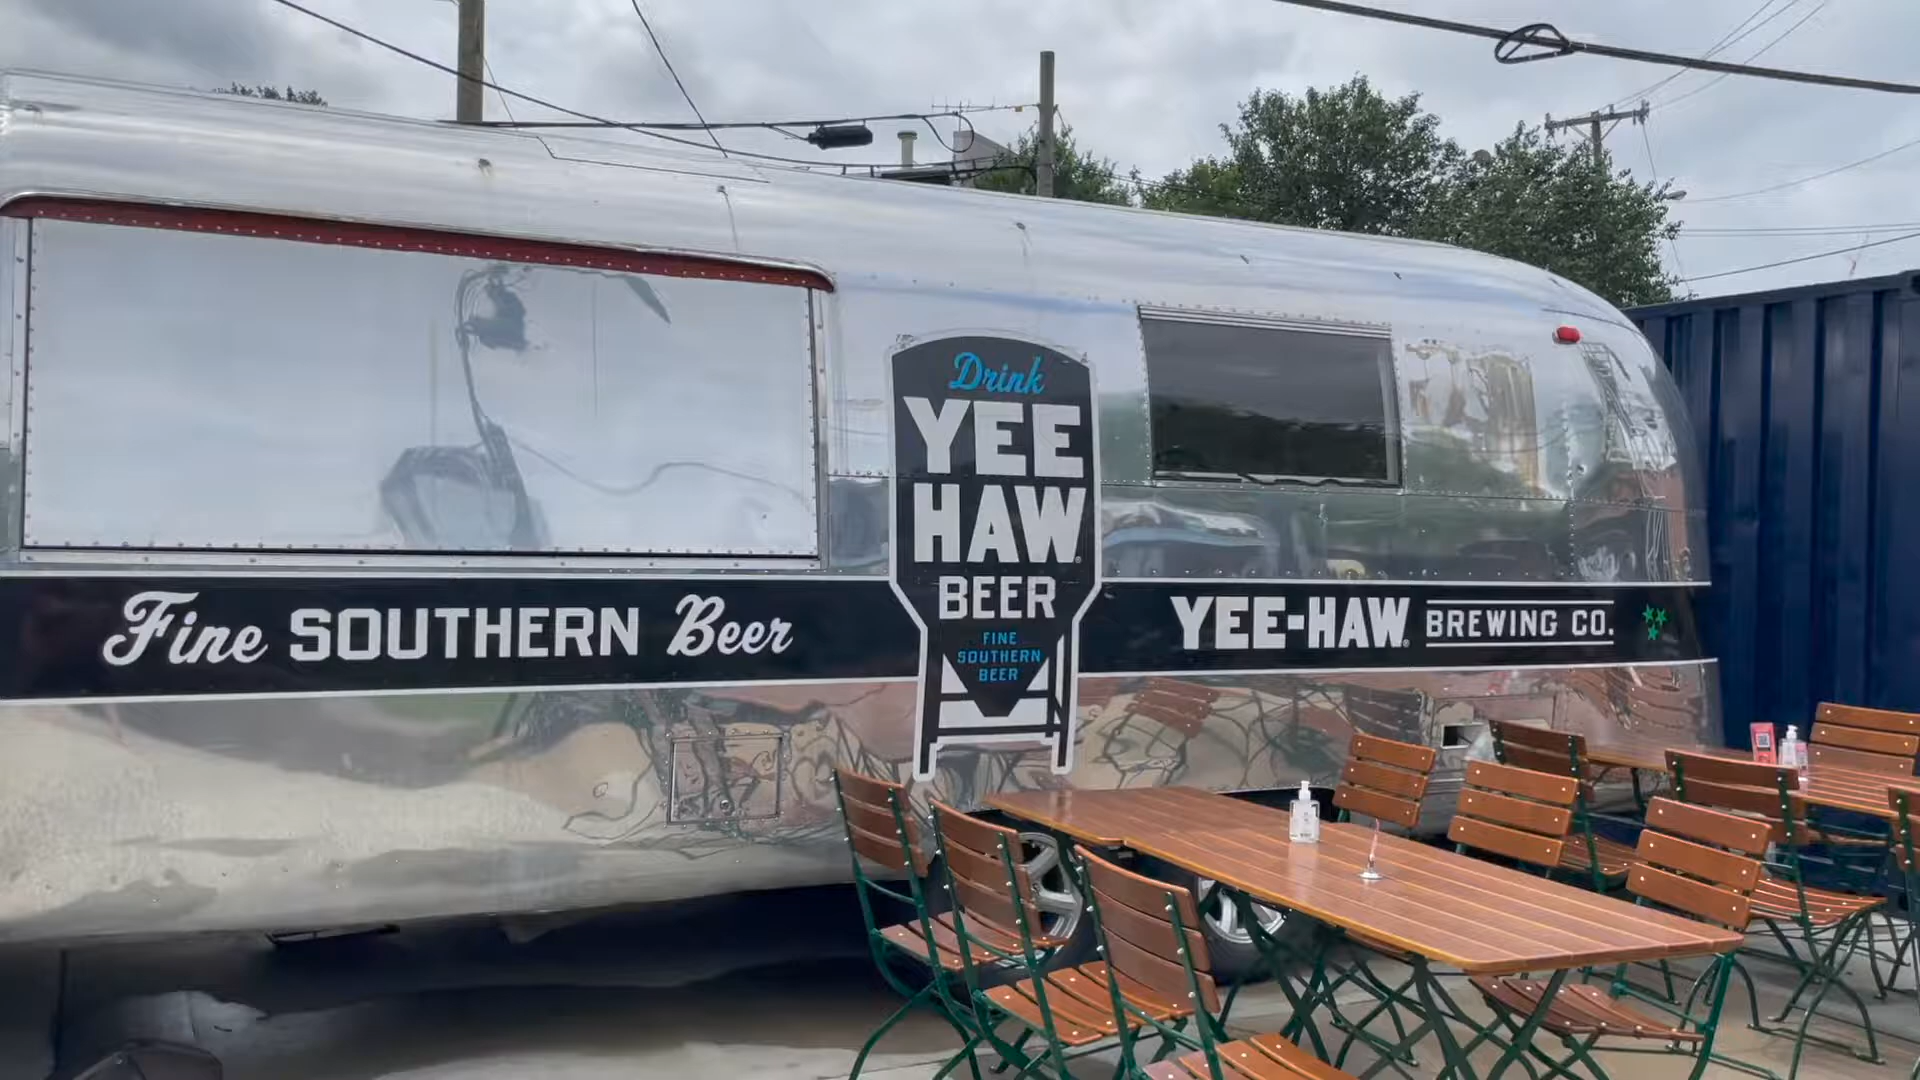 Drink
YEE
HAW®
BEER
FINE
SOUTHERN
BEER
Fine SOUTHERN Beer
YEE-HAW® BREWING CO.